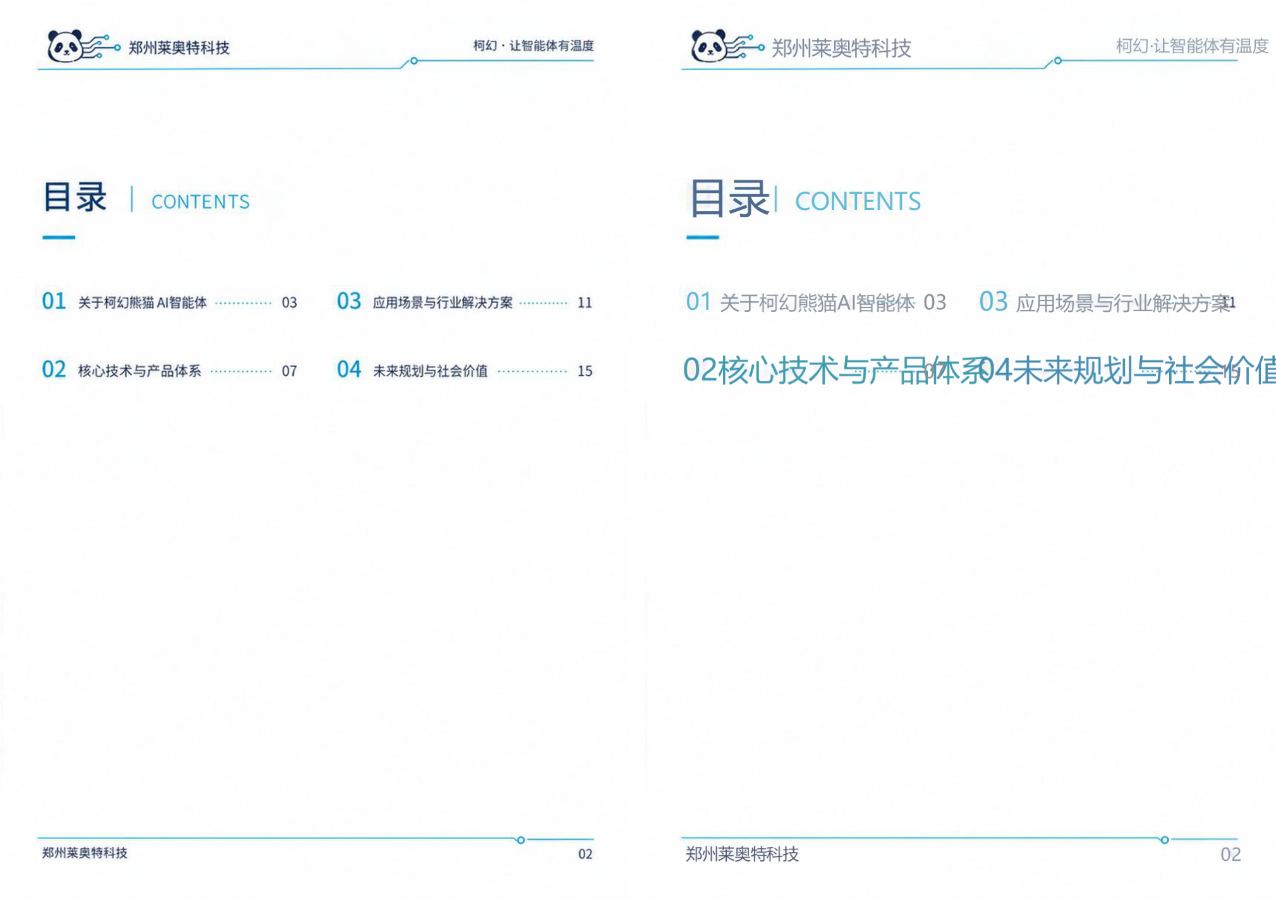 郑州莱奥特科技
柯幻·让智能体有温度
目录 | CONTENTS
01 关于柯幻熊猫AI智能体 ············ 03
03 应用场景与行业解决方案 ·········· 11
02 核心技术与产品体系 ············· 07
04 未来规划与社会价值 ·············· 15
郑州莱奥特科技
02
郑州莱奥特科技
柯幻·让智能体有温度
目录| CONTENTS
01 关于柯幻熊猫AI智能体 03
03 应用场景与行业解决方案 11
02核心技术与产品体系 07
04未来规划与社会价值 15
郑州莱奥特科技
02